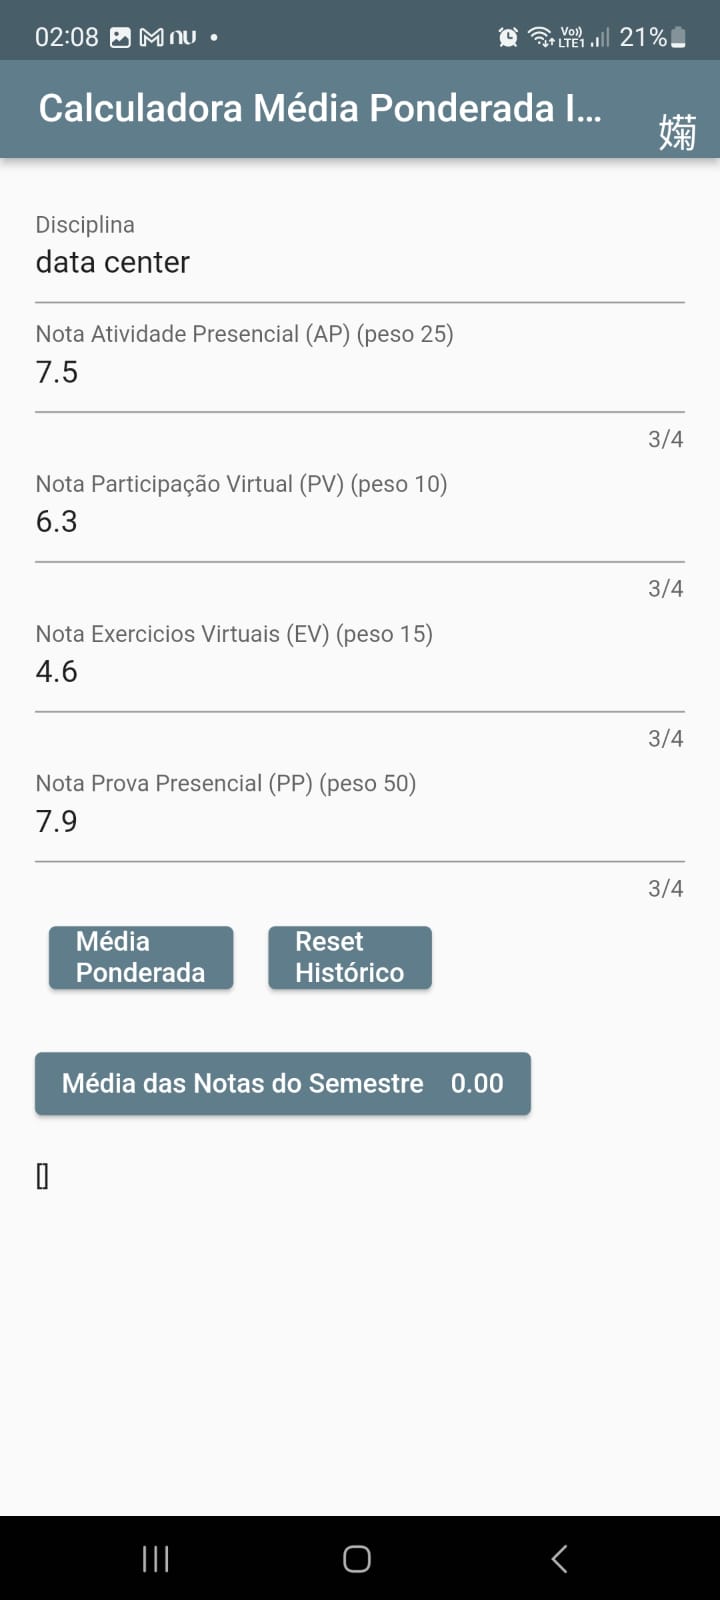 02:08 nu • Vo)) LTE1 21%
Calculadora Média Ponderada I...
Disciplina
data center
Nota Atividade Presencial (AP) (peso 25)
7.5
3/4
Nota Participação Virtual (PV) (peso 10)
6.3
3/4
Nota Exercicios Virtuais (EV) (peso 15)
4.6
3/4
Nota Prova Presencial (PP) (peso 50)
7.9
3/4
Média Ponderada
Reset Histórico
Média das Notas do Semestre 0.00
[]